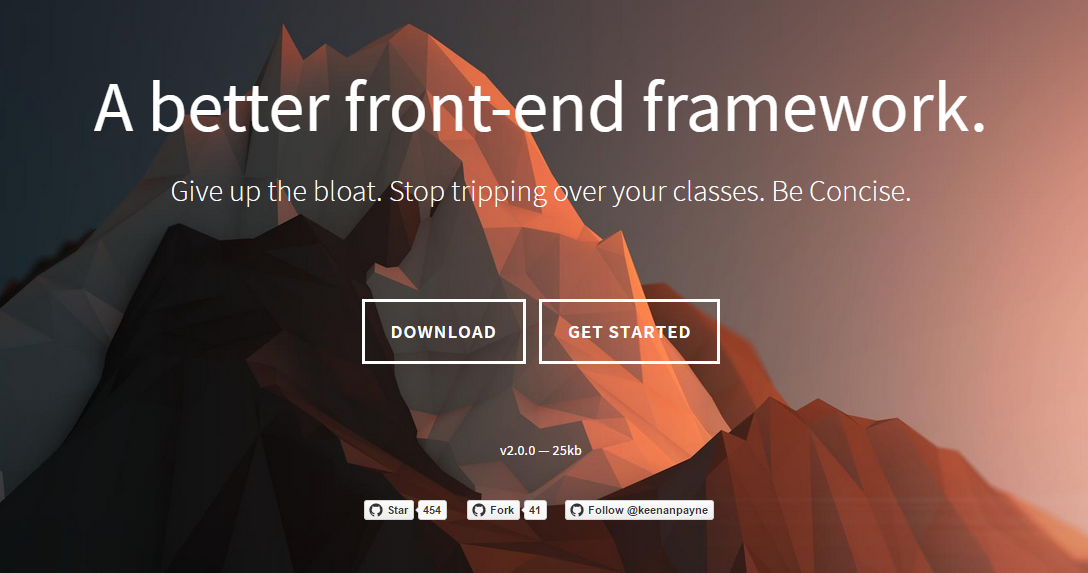 A better front-end framework.
Give up the bloat. Stop tripping over your classes. Be Concise.
DOWNLOAD GET STARTED
v2.0.0 — 25kb
Star 454 Fork 41 Follow @keenanpayne